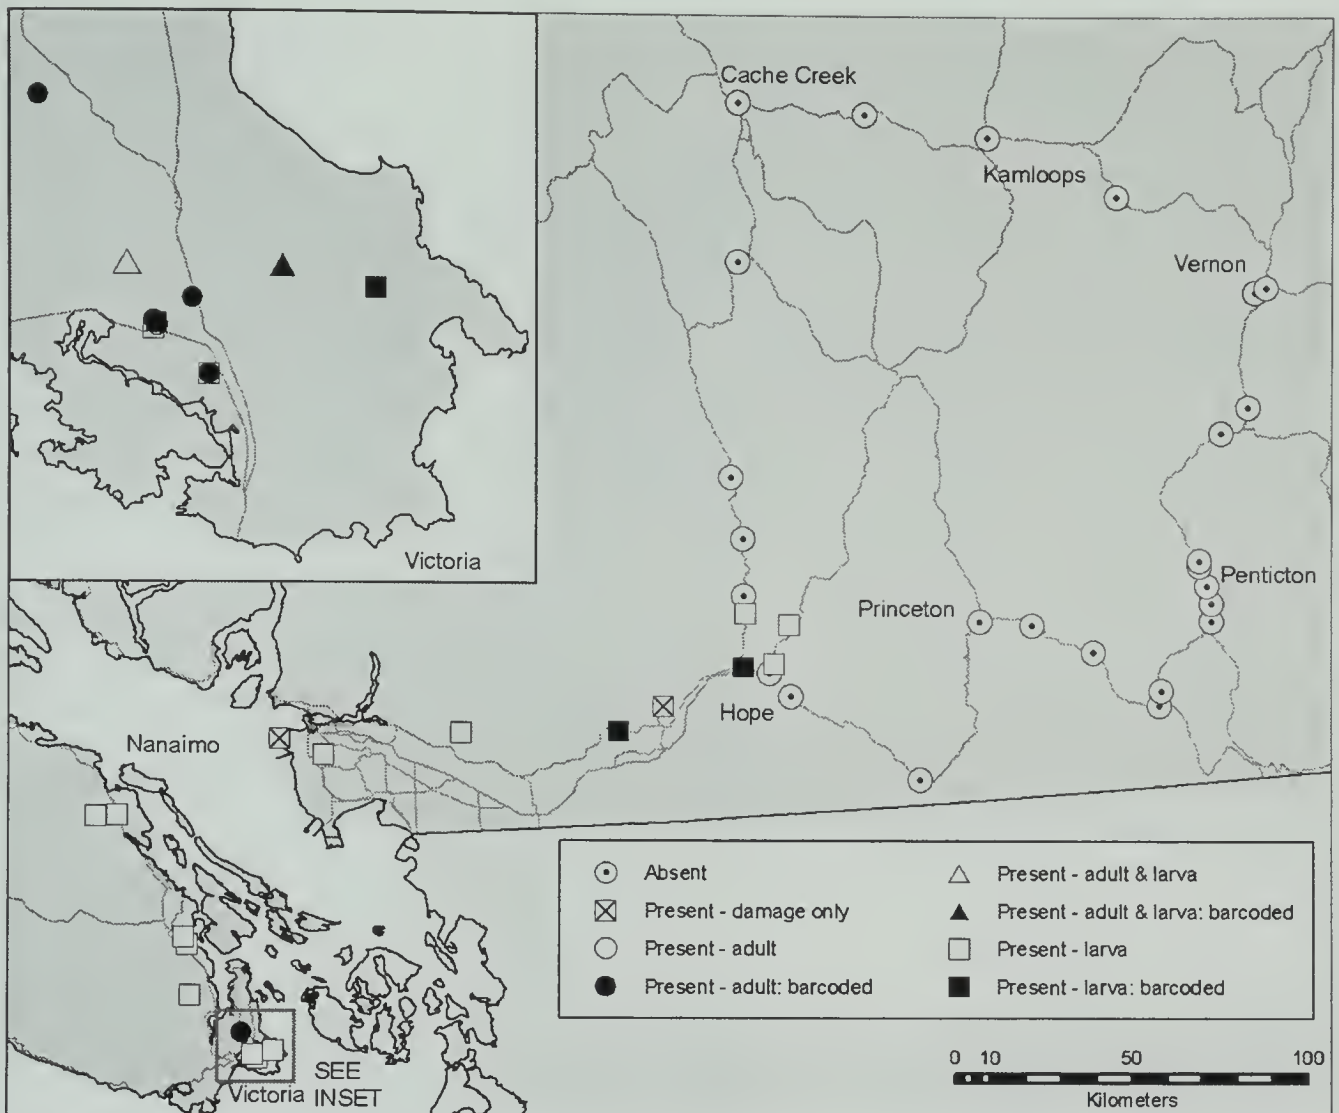 Cache Creek
Kamloops
Vernon
Victoria
Penticton
Princeton
Hope
Nanaimo
Absent
Present - damage only
Present - adult
Present - adult: barcoded
Present - adult & larva
Present - adult & larva: barcoded
Present - larva
Present - larva: barcoded
SEE
INSET
Victoria
0 10 50 100
Kilometers